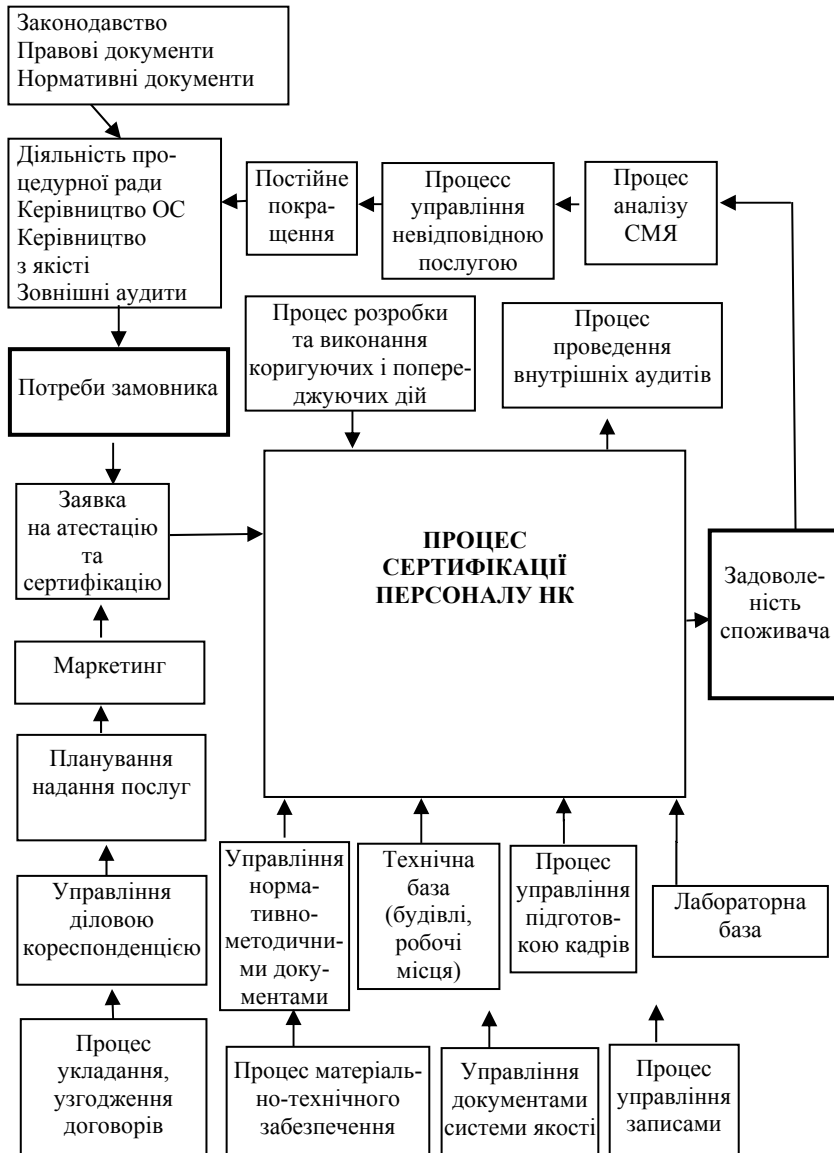 Законодавство
Правові документи
Нормативні документи
Діяльність про-
цедурної ради
Керівництво ОС
Керівництво
з якісті
Зовнішні аудити
Постійне
покра-
щення
Процесс
управління
невідповідною
послугою
Процес
аналізу
СМЯ
Процес розробки
та виконання
коригуючих і попере-
джуючих дій
Процес
проведення
внутрішніх аудитів
Потреби замовника
Заявка
на атестацію
та
сертифікацію
ПРОЦЕС
СЕРТИФІКАЦІЇ
ПЕРСОНАЛУ НК
Задоволе-
ність
споживача
Маркетинг
Планування
надання послуг
Управління
діловою
кореспонденцією
Процес
укладання,
узгодження
договорів
Управління
норма-
тивно-
методични-
ми доку-
ментами
Технічна
база
(будівлі,
робочі
місця)
Процес
управління
підготов-
кою кадрів
Лабораторна
база
Процес матеріаль-
но-технічного
забезпечення
Управління
документами
системи якості
Процес
управління
записами